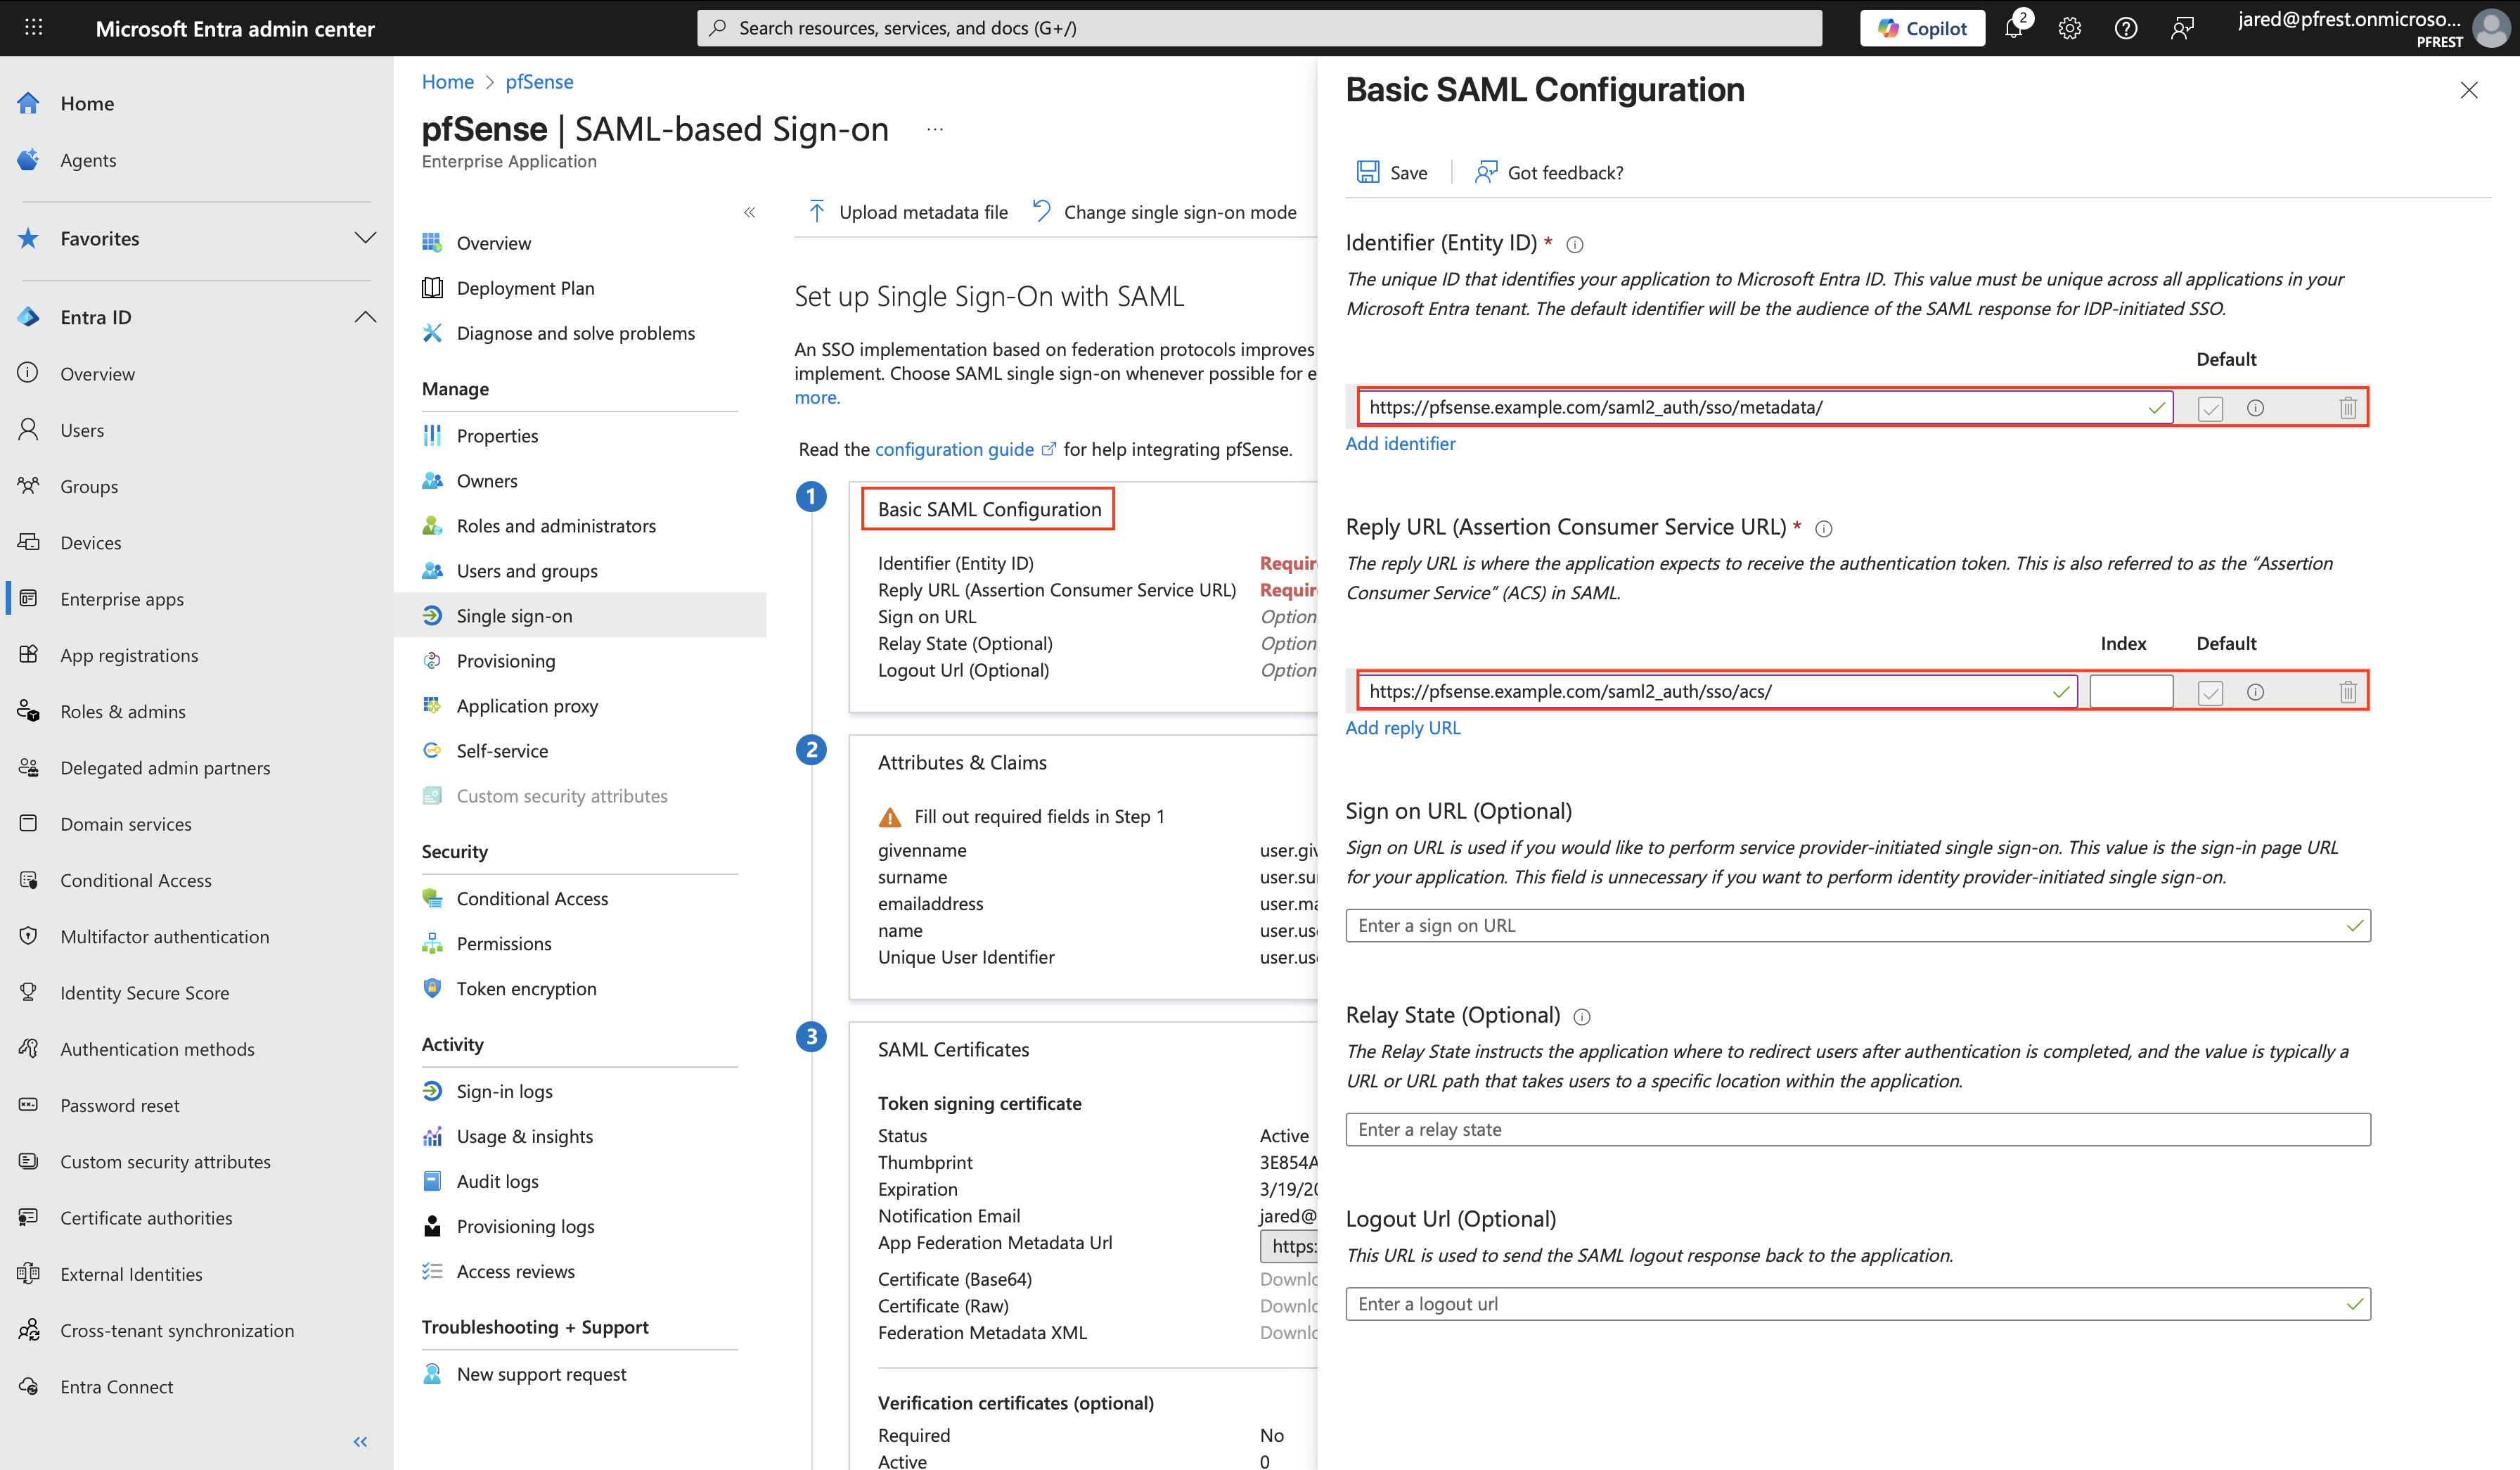 Microsoft Entra admin center
Search resources, services, and docs (G+/)
Copilot
2
jared@pfrest.onmicroso...
PFREST
Home
Agents
Favorites
Entra ID
Overview
Users
Groups
Devices
Enterprise apps
App registrations
Roles & admins
Delegated admin partners
Domain services
Conditional Access
Multifactor authentication
Identity Secure Score
Authentication methods
Password reset
Custom security attributes
Certificate authorities
External Identities
Cross-tenant synchronization
Entra Connect
Home > pfSense
pfSense | SAML-based Sign-on ...
Enterprise Application
Overview
Deployment Plan
Diagnose and solve problems
Manage
Properties
Owners
Roles and administrators
Users and groups
Single sign-on
Provisioning
Application proxy
Self-service
Custom security attributes
Security
Conditional Access
Permissions
Token encryption
Activity
Sign-in logs
Usage & insights
Audit logs
Provisioning logs
Access reviews
Troubleshooting + Support
New support request
Upload metadata file Change single sign-on mode
Set up Single Sign-On with SAML
An SSO implementation based on federation protocols improves
implement. Choose SAML single sign-on whenever possible for e
more.
Read the configuration guide for help integrating pfSense.
1
Basic SAML Configuration
Identifier (Entity ID) Requir
Reply URL (Assertion Consumer Service URL) Requir
Sign on URL Option
Relay State (Optional) Option
Logout Url (Optional) Option
2
Attributes & Claims
Fill out required fields in Step 1
givenname user.giv
surname user.su
emailaddress user.ma
name user.us
Unique User Identifier user.us
3
SAML Certificates
Token signing certificate
Status Active
Thumbprint 3E854A
Expiration 3/19/20
Notification Email jared@
App Federation Metadata Url https:
Certificate (Base64) Downlo
Certificate (Raw) Downlo
Federation Metadata XML Downlo
Verification certificates (optional)
Required No
Active 0
Basic SAML Configuration
Save Got feedback?
Identifier (Entity ID) *
The unique ID that identifies your application to Microsoft Entra ID. This value must be unique across all applications in your
Microsoft Entra tenant. The default identifier will be the audience of the SAML response for IDP-initiated SSO.
Default
https://pfsense.example.com/saml2_auth/sso/metadata/
Add identifier
Reply URL (Assertion Consumer Service URL) *
The reply URL is where the application expects to receive the authentication token. This is also referred to as the “Assertion
Consumer Service” (ACS) in SAML.
Index Default
https://pfsense.example.com/saml2_auth/sso/acs/
Add reply URL
Sign on URL (Optional)
Sign on URL is used if you would like to perform service provider-initiated single sign-on. This value is the sign-in page URL
for your application. This field is unnecessary if you want to perform identity provider-initiated single sign-on.
Enter a sign on URL
Relay State (Optional)
The Relay State instructs the application where to redirect users after authentication is completed, and the value is typically a
URL or URL path that takes users to a specific location within the application.
Enter a relay state
Logout Url (Optional)
This URL is used to send the SAML logout response back to the application.
Enter a logout url